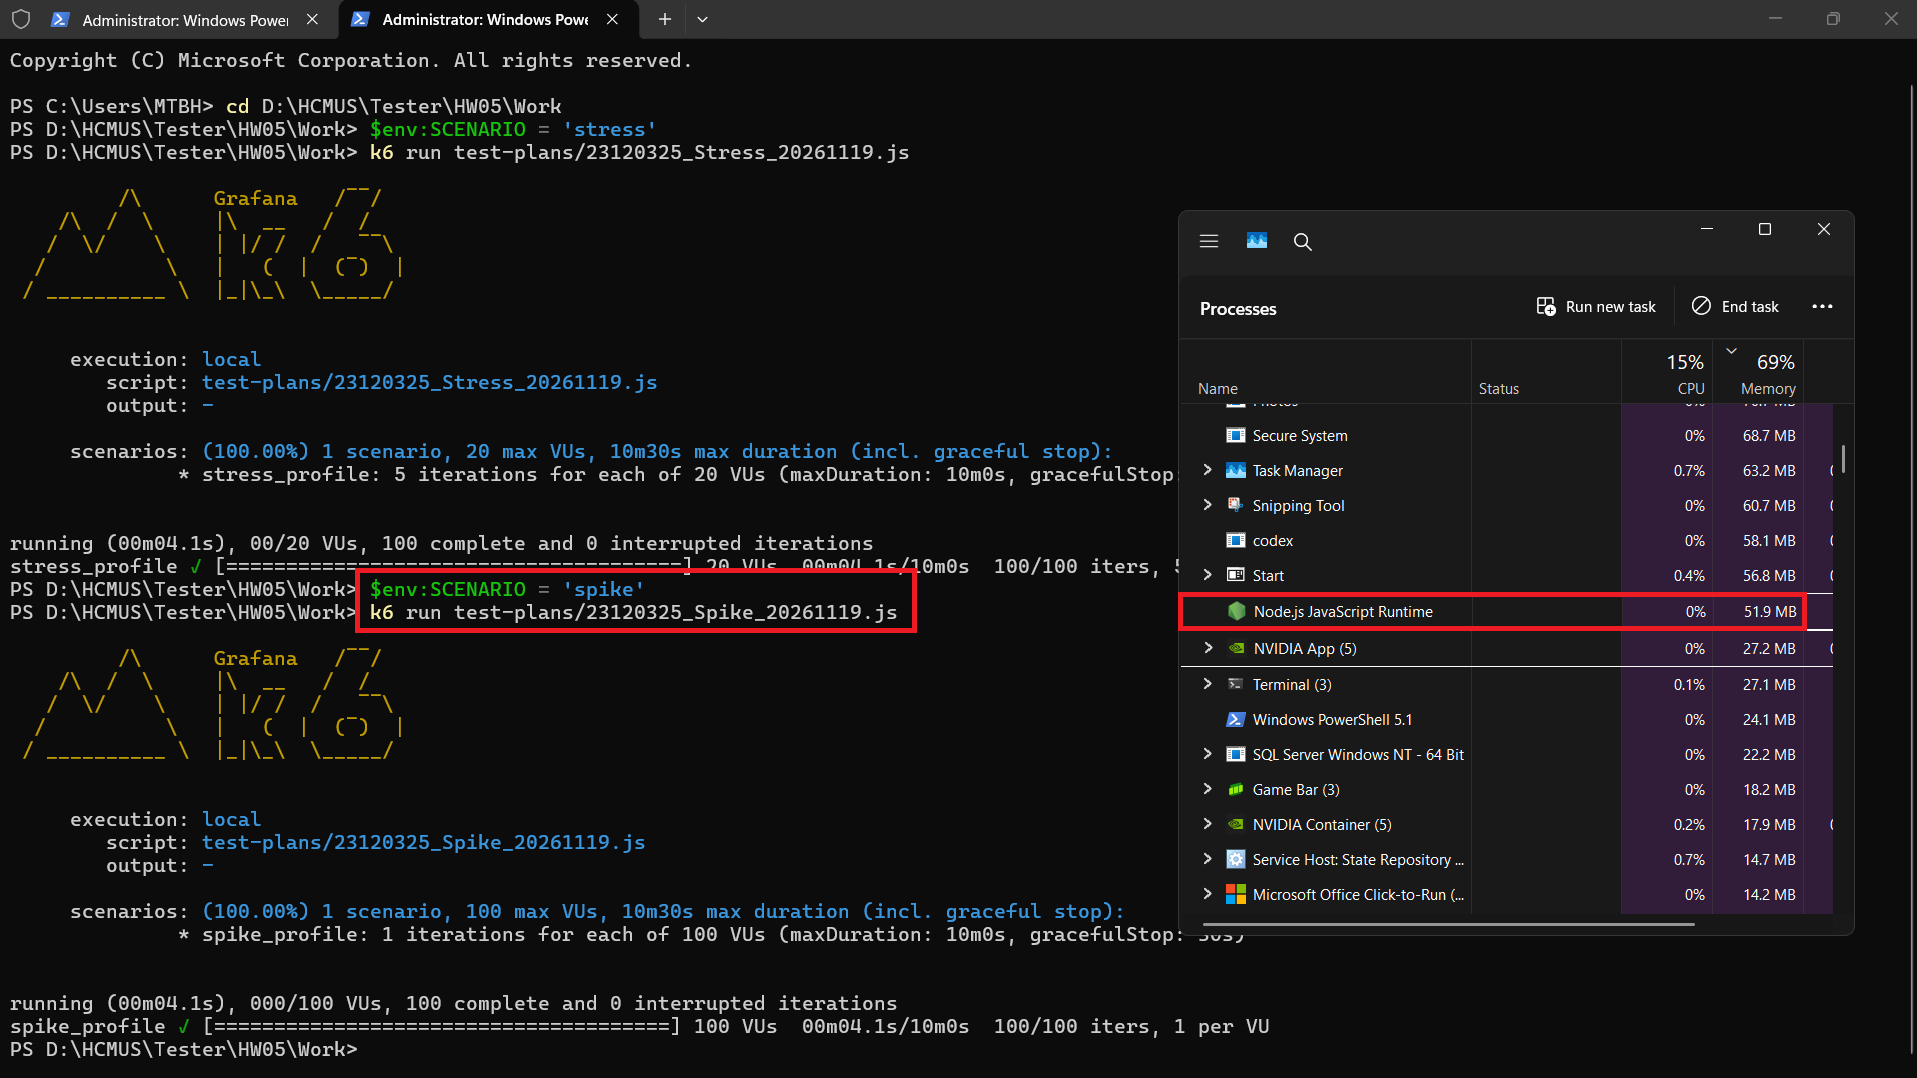 Administrator: Windows Power
Administrator: Windows Powe
Copyright (C) Microsoft Corporation. All rights reserved.
PS C:\Users\MTBH> cd D:\HCMUS\Tester\HW05\Work
PS D:\HCMUS\Tester\HW05\Work> $env:SCENARIO = 'stress'
PS D:\HCMUS\Tester\HW05\Work> k6 run test-plans/23120325_Stress_20261119.js
Grafana
execution: local
script: test-plans/23120325_Stress_20261119.js
output: -
scenarios: (100.00%) 1 scenario, 20 max VUs, 10m30s max duration (incl. graceful stop):
* stress_profile: 5 iterations for each of 20 VUs (maxDuration: 10m0s, gracefulStop:
running (00m04.1s), 00/20 VUs, 100 complete and 0 interrupted iterations
stress_profile ✓ [======================================] 20 VUs  00m04.1s/10m0s  100/100 iters, 5
PS D:\HCMUS\Tester\HW05\Work> $env:SCENARIO = 'spike'
PS D:\HCMUS\Tester\HW05\Work> k6 run test-plans/23120325_Spike_20261119.js
Grafana
execution: local
script: test-plans/23120325_Spike_20261119.js
output: -
scenarios: (100.00%) 1 scenario, 100 max VUs, 10m30s max duration (incl. graceful stop):
* spike_profile: 1 iterations for each of 100 VUs (maxDuration: 10m0s, gracefulStop: 30s)
running (00m04.1s), 000/100 VUs, 100 complete and 0 interrupted iterations
spike_profile ✓ [======================================] 100 VUs  00m04.1s/10m0s  100/100 iters, 1 per VU
PS D:\HCMUS\Tester\HW05\Work>
Processes
Run new task
End task
15% 69%
Name Status CPU Memory
Photos 0% 70.7 MB
Secure System 0% 68.7 MB
Task Manager 0.7% 63.2 MB
Snipping Tool 0% 60.7 MB
codex 0% 58.1 MB
Start 0.4% 56.8 MB
Node.js JavaScript Runtime 0% 51.9 MB
NVIDIA App (5) 0% 27.2 MB
Terminal (3) 0.1% 27.1 MB
Windows PowerShell 5.1 0% 24.1 MB
SQL Server Windows NT - 64 Bit 0% 22.2 MB
Game Bar (3) 0% 18.2 MB
NVIDIA Container (5) 0.2% 17.9 MB
Service Host: State Repository ... 0.7% 14.7 MB
Microsoft Office Click-to-Run (... 0% 14.2 MB